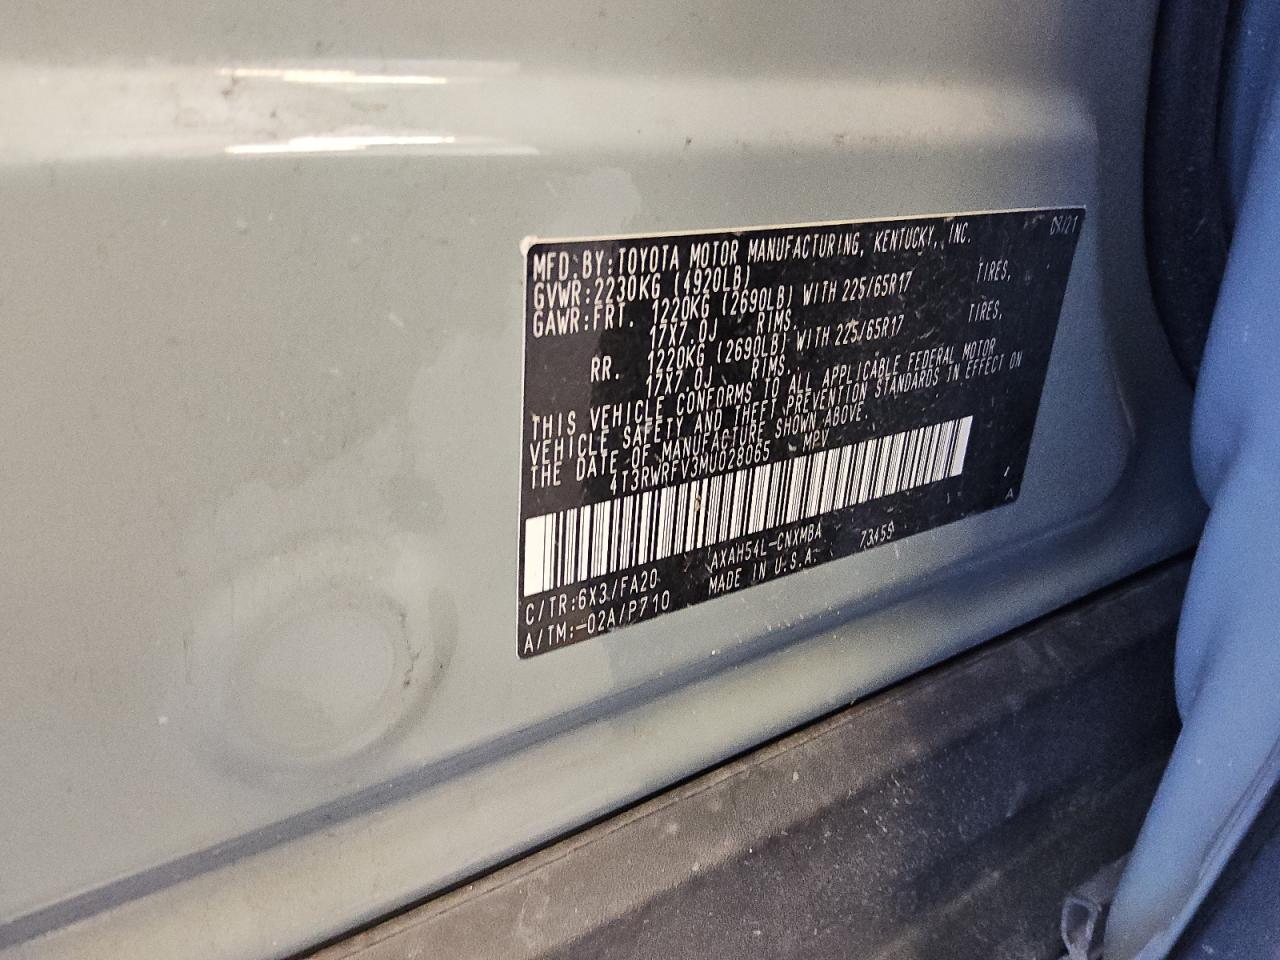 09/21
MFD.BY:TOYOTA MOTOR MANUFACTURING, KENTUCKY, INC.
GVWR:2230KG (4920LB)
GAWR:FRT. 1220KG (2690LB) WITH 225/65R17 TIRES,
17X7.0J RIMS.
RR. 1220KG (2690LB) WITH 225/65R17 TIRES,
17X7.0J RIMS.
THIS VEHICLE CONFORMS TO ALL APPLICABLE FEDERAL MOTOR
VEHICLE SAFETY AND THEFT PREVENTION STANDARDS IN EFFECT ON
THE DATE OF MANUFACTURE SHOWN ABOVE.
4T3RWRFV3MU028065 MPV
C/TR:6X3/FA20 AXAH54L-CNXMBA 73459
A/TM:-02A/P710 MADE IN U.S.A.
A